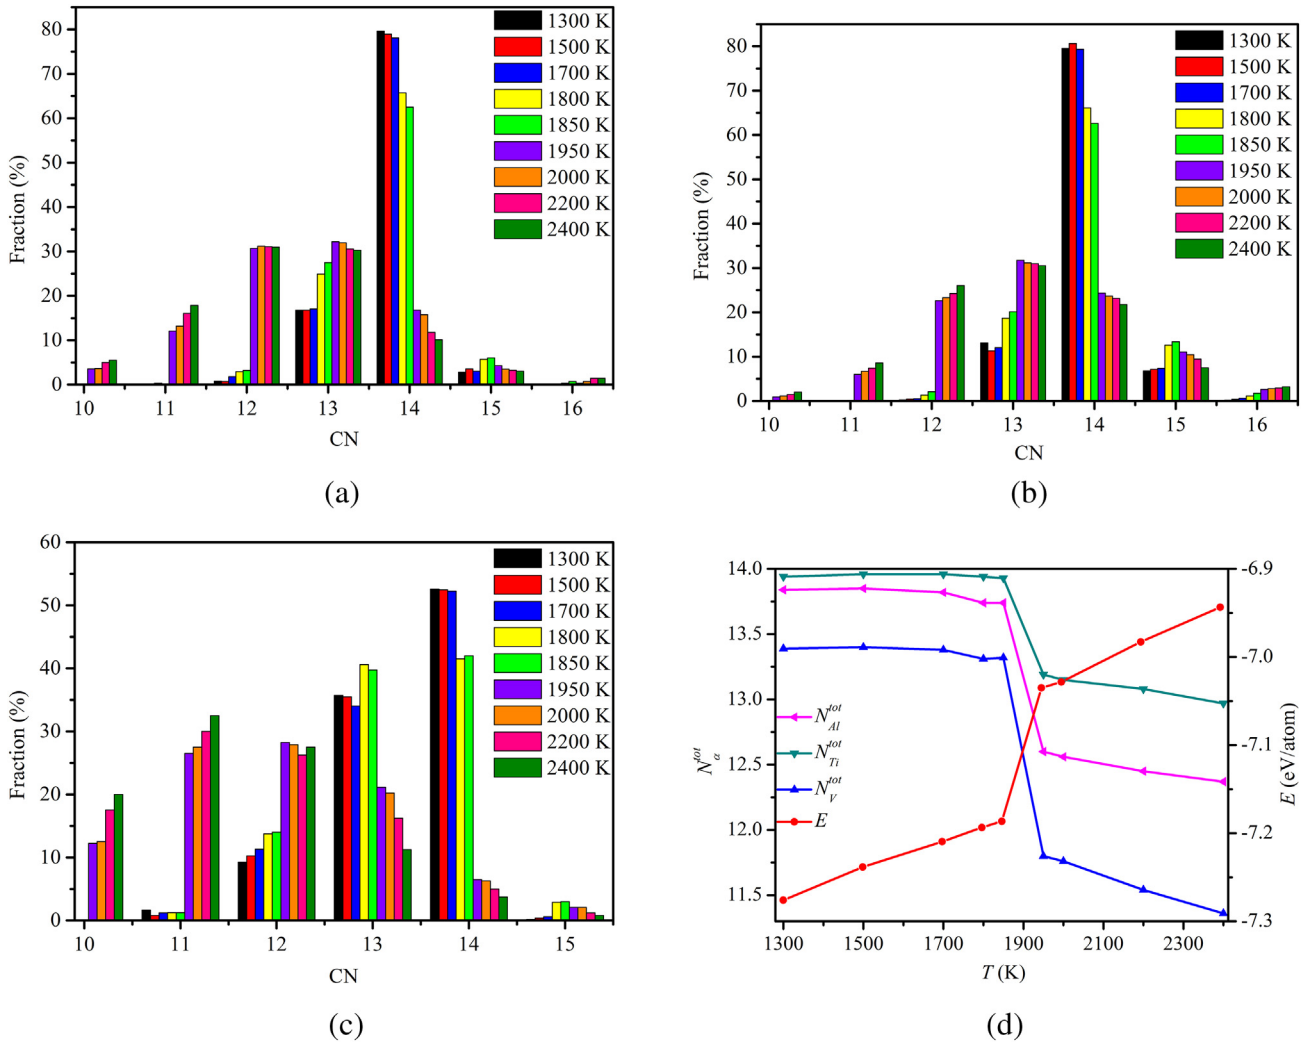 80
70
60
50
40
30
20
10
0
Fraction (%)
10 11 12 13 14 15 16
CN
1300 K
1500 K
1700 K
1800 K
1850 K
1950 K
2000 K
2200 K
2400 K
(a)
80
70
60
50
40
30
20
10
0
Fraction (%)
10 11 12 13 14 15 16
CN
1300 K
1500 K
1700 K
1800 K
1850 K
1950 K
2000 K
2200 K
2400 K
(b)
60
50
40
30
20
10
0
Fraction (%)
10 11 12 13 14 15
CN
1300 K
1500 K
1700 K
1800 K
1850 K
1950 K
2000 K
2200 K
2400 K
(c)
14.0
13.5
13.0
12.5
12.0
11.5
N_α^tot
N_Al^tot
N_Ti^tot
N_V^tot
E
-6.9
-7.0
-7.1
-7.2
-7.3
E (eV/atom)
1300 1500 1700 1900 2100 2300
T (K)
(d)